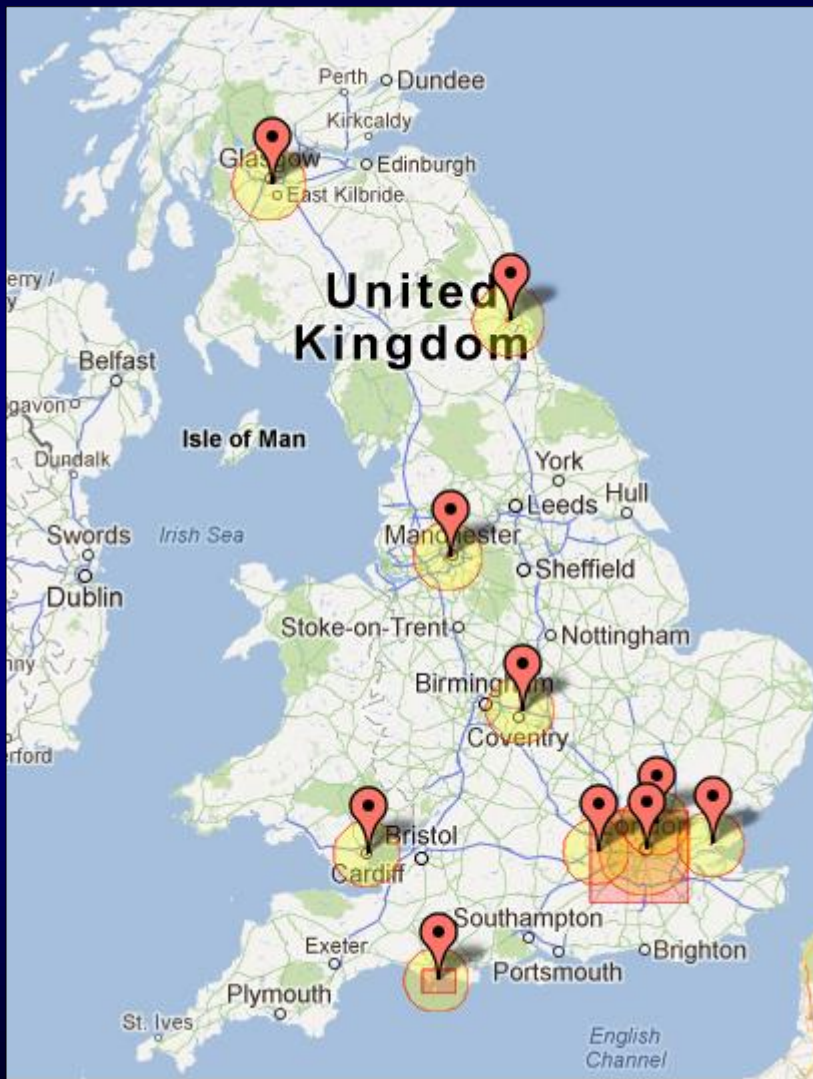 Perth
Dundee
Kirkcaldy
Glasgow
Edinburgh
East Kilbride
United
Kingdom
Belfast
Isle of Man
Dundalk
York
Leeds
Hull
Swords
Irish Sea
Manchester
Dublin
Sheffield
Stoke-on-Trent
Nottingham
Birmingham
Coventry
London
Bristol
Cardiff
Southampton
Exeter
Brighton
Portsmouth
Plymouth
St. Ives
English
Channel